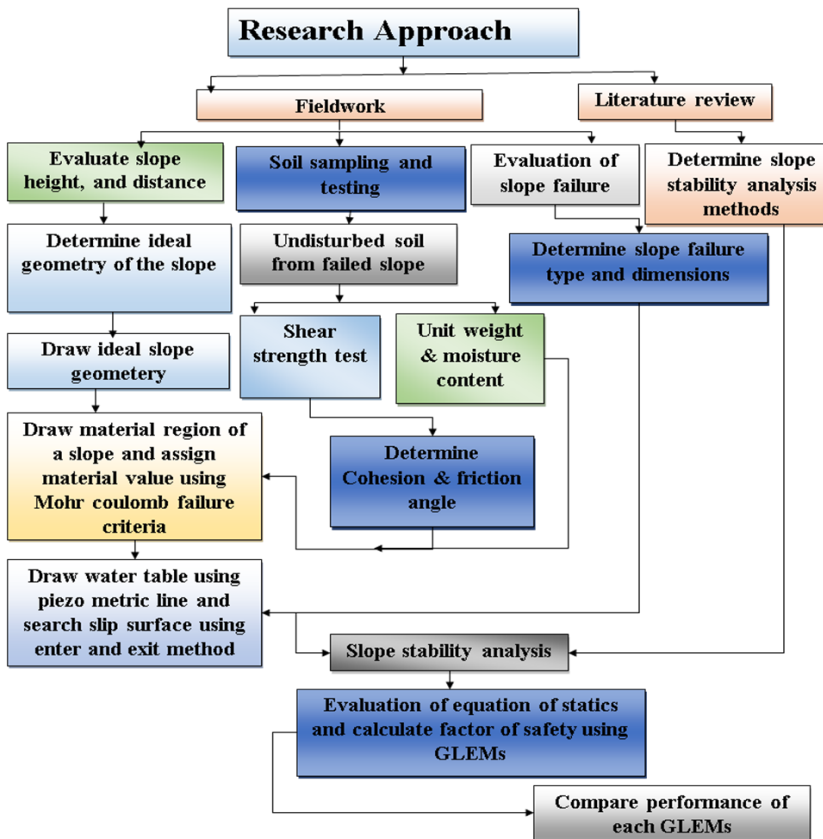 Research Approach
Fieldwork
Literature review
Evaluate slope
height, and distance
Soil sampling and
testing
Evaluation of
slope failure
Determine slope
stability analysis
methods
Determine ideal
geometry of the slope
Undisturbed soil
from failed slope
Determine slope failure
type and dimensions
Draw ideal slope
geometery
Shear
strength test
Unit weight
& moisture
content
Draw material region of
a slope and assign
material value using
Mohr coulomb failure
criteria
Determine
Cohesion & friction
angle
Draw water table using
piezo metric line and
search slip surface using
enter and exit method
Slope stability analysis
Evaluation of equation of statics
and calculate factor of safety using
GLEMs
Compare performance of
each GLEMs